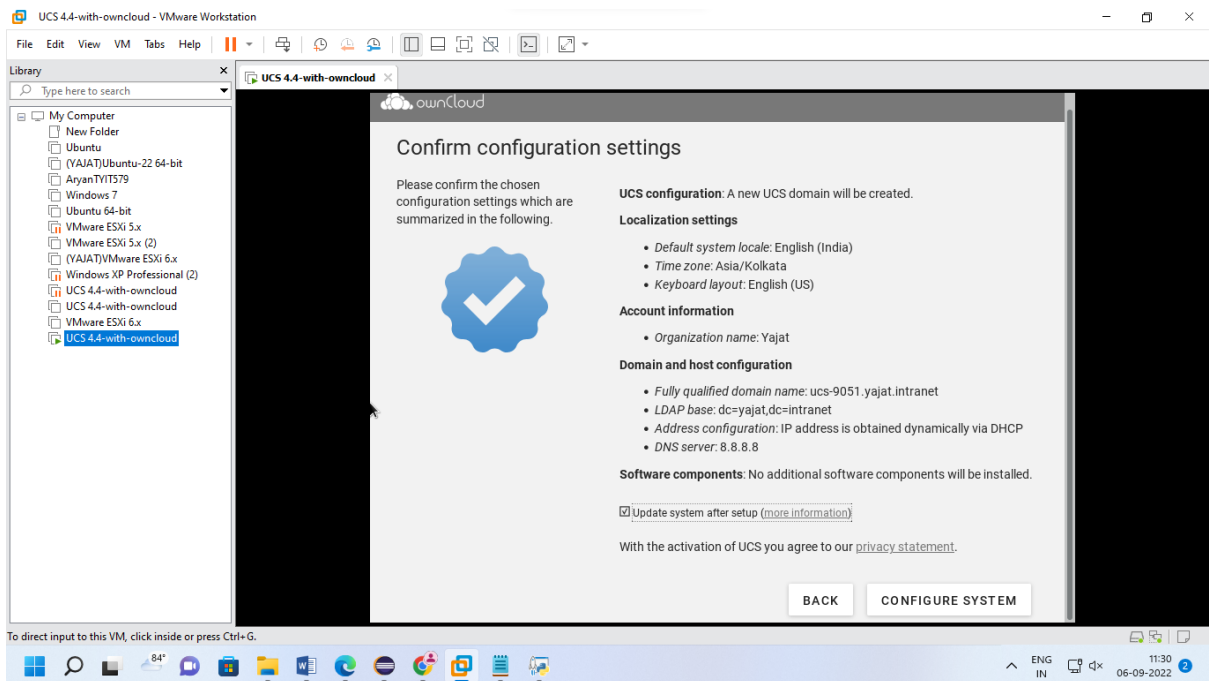 UCS 4.4-with-owncloud - VMware Workstation
File Edit View VM Tabs Help
Library
UCS 4.4-with-owncloud
Type here to search
My Computer
New Folder
Ubuntu
(YAJAT)Ubuntu-22 64-bit
AryanTYIT579
Windows 7
Ubuntu 64-bit
VMware ESXi 5.x
VMware ESXi 5.x (2)
(YAJAT)VMware ESXi 6.x
Windows XP Professional (2)
UCS 4.4-with-owncloud
UCS 4.4-with-owncloud
VMware ESXi 6.x
UCS 4.4-with-owncloud
ownCloud
Confirm configuration settings
Please confirm the chosen
configuration settings which are
summarized in the following.
UCS configuration: A new UCS domain will be created.
Localization settings
• Default system locale: English (India)
• Time zone: Asia/Kolkata
• Keyboard layout: English (US)
Account information
• Organization name: Yajat
Domain and host configuration
• Fully qualified domain name: ucs-9051.yajat.intranet
• LDAP base: dc=yajat,dc=intranet
• Address configuration: IP address is obtained dynamically via DHCP
• DNS server: 8.8.8.8
Software components: No additional software components will be installed.
Update system after setup (more information)
With the activation of UCS you agree to our privacy statement.
BACK CONFIGURE SYSTEM
To direct input to this VM, click inside or press Ctrl+G.
84°
ENG
IN
11:30
06-09-2022
2